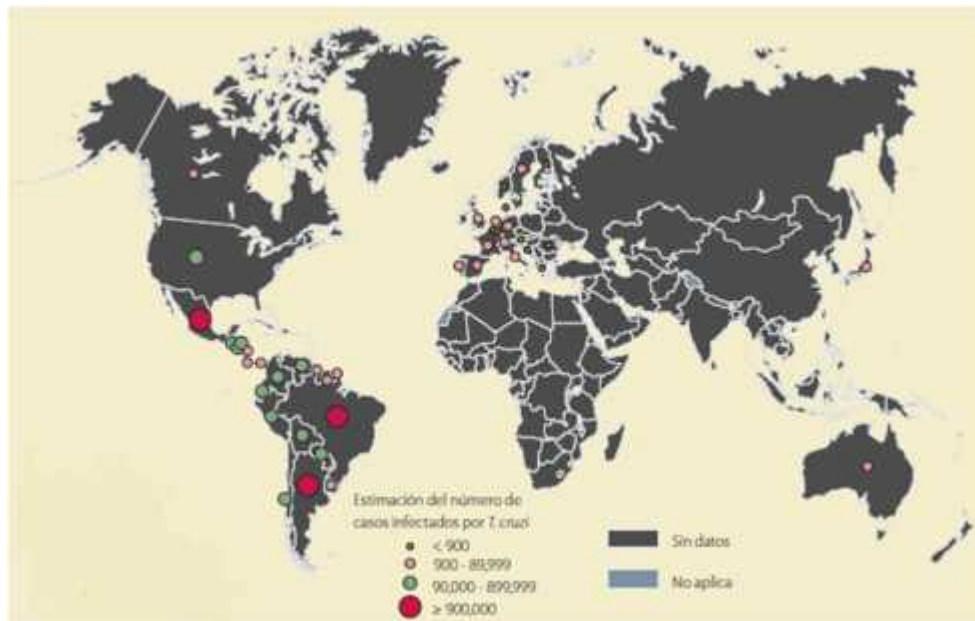 Estimación del número de
casos infectados por T. cruzi
< 900
900 - 89,999
90,000 - 899,999
≥ 900,000
Sin datos
No aplica